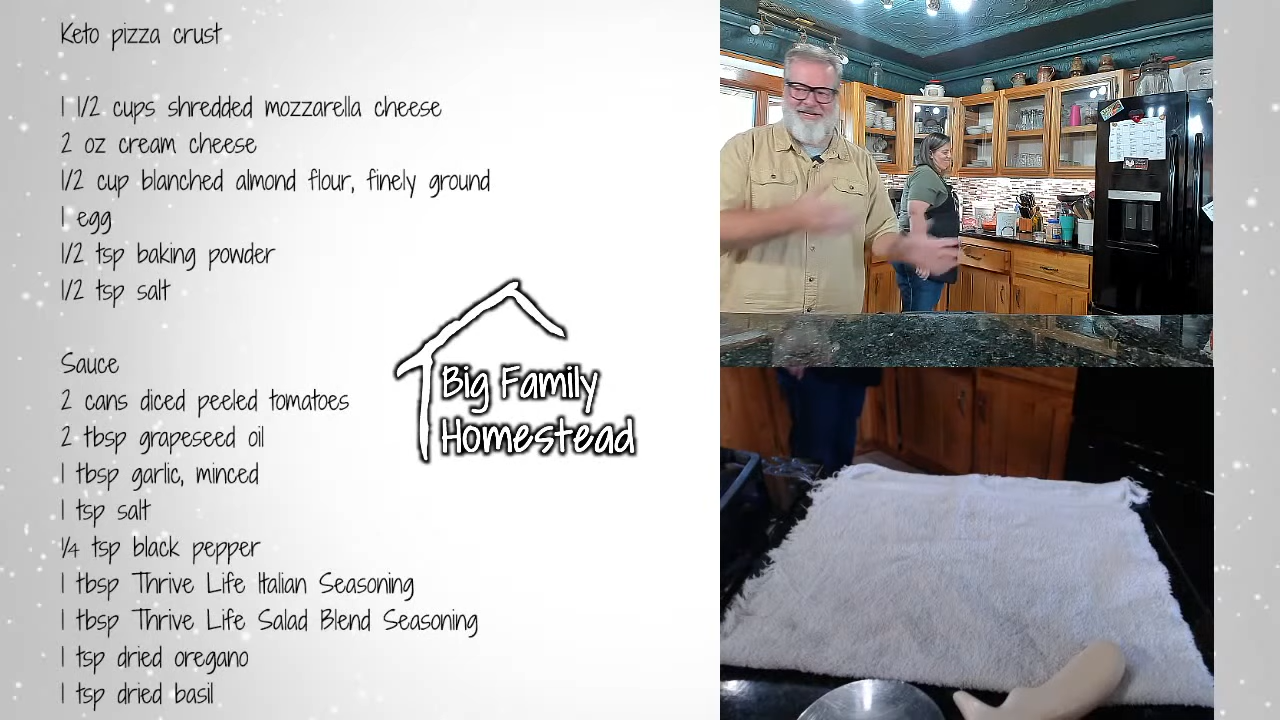 Keto pizza crust
1 1/2 cups shredded mozzarella cheese
2 oz cream cheese
1/2 cup blanched almond flour, finely ground
1 egg
1/2 tsp baking powder
1/2 tsp salt
Sauce
2 cans diced peeled tomatoes
2 tbsp grapeseed oil
1 tbsp garlic, minced
1 tsp salt
1/4 tsp black pepper
1 tbsp Thrive Life Italian Seasoning
1 tbsp Thrive Life Salad Blend Seasoning
1 tsp dried oregano
1 tsp dried basil
Big Family
Homestead